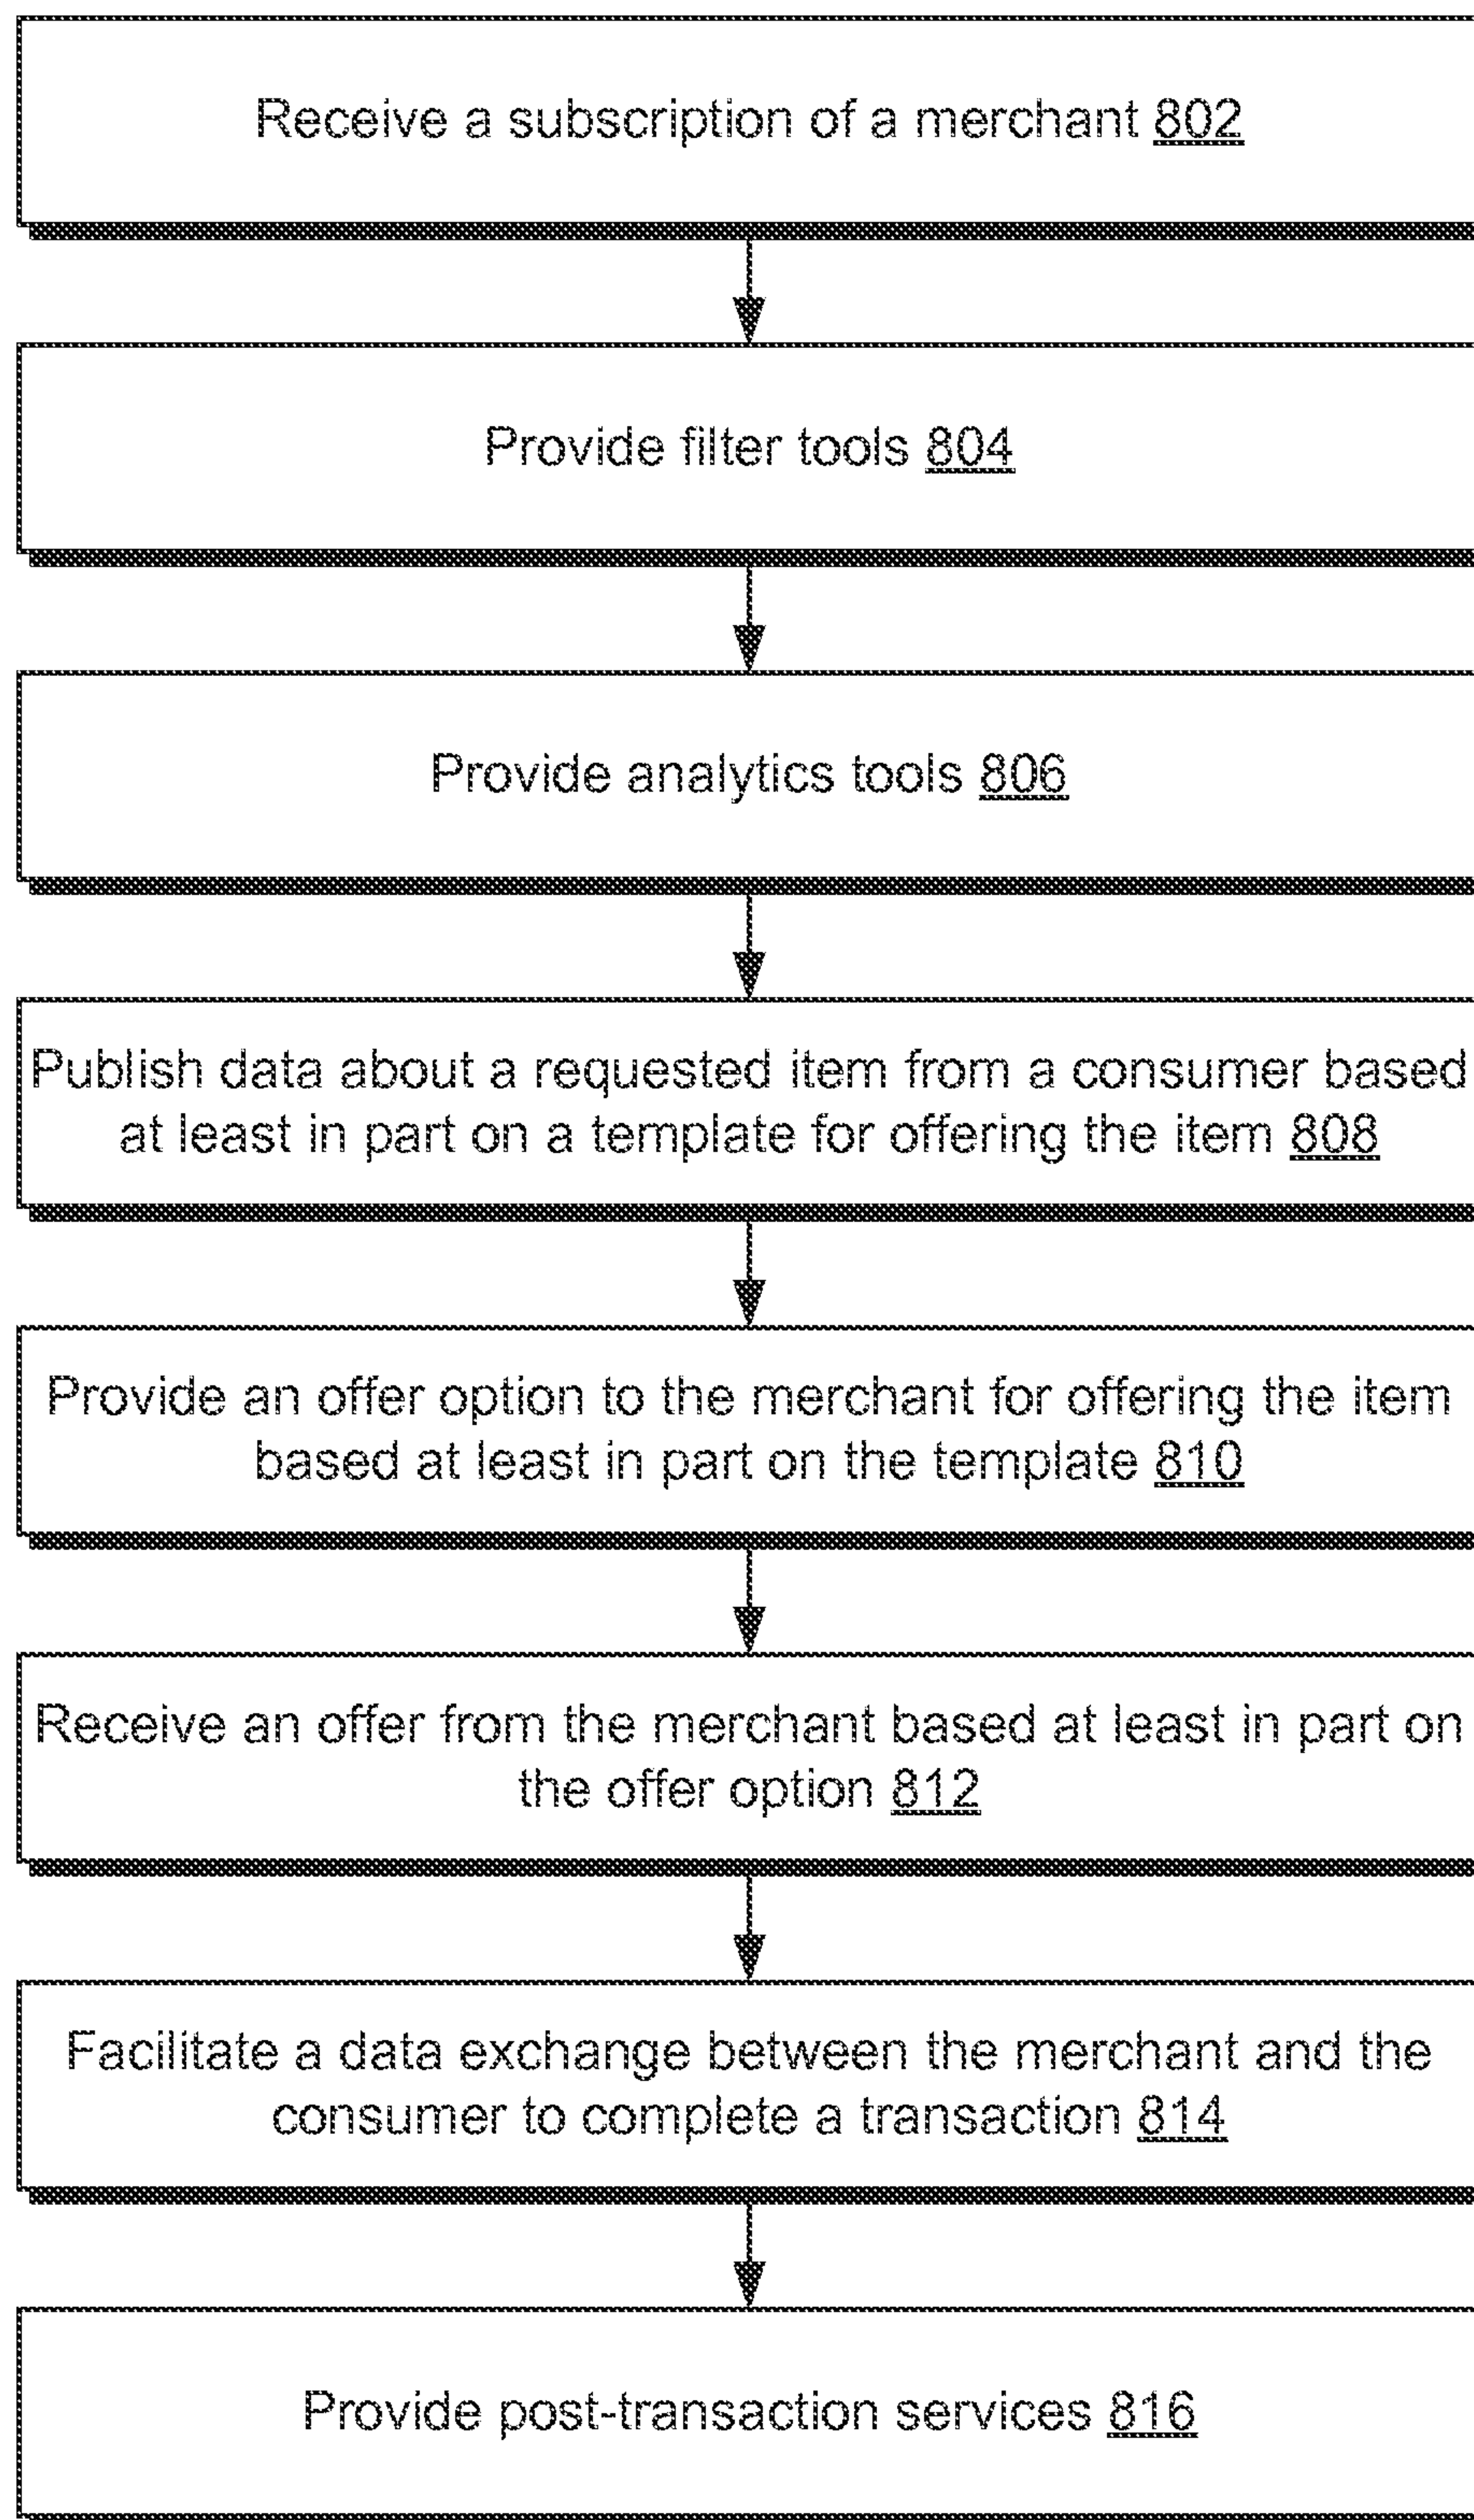 Receive a subscription of a merchant 802
Provide filter tools 804
Provide analytics tools 806
Publish data about a requested item from a consumer based
at least in part on a template for offering the item 808
Provide an offer option to the merchant for offering the item
based at least in part on the template 810
Receive an offer from the merchant based at least in part on
the offer option 812
Facilitate a data exchange between the merchant and the
consumer to complete a transaction 814
Provide post-transaction services 816